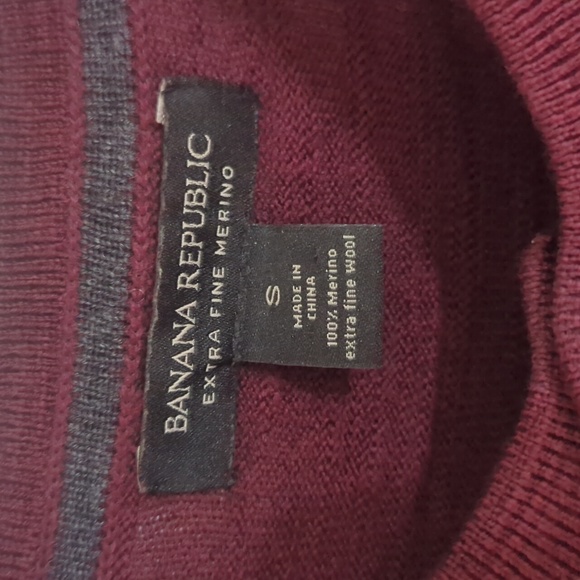 BANANA REPUBLIC
EXTRA FINE MERINO
S
MADE IN
CHINA
100% Merino
extra fine wool